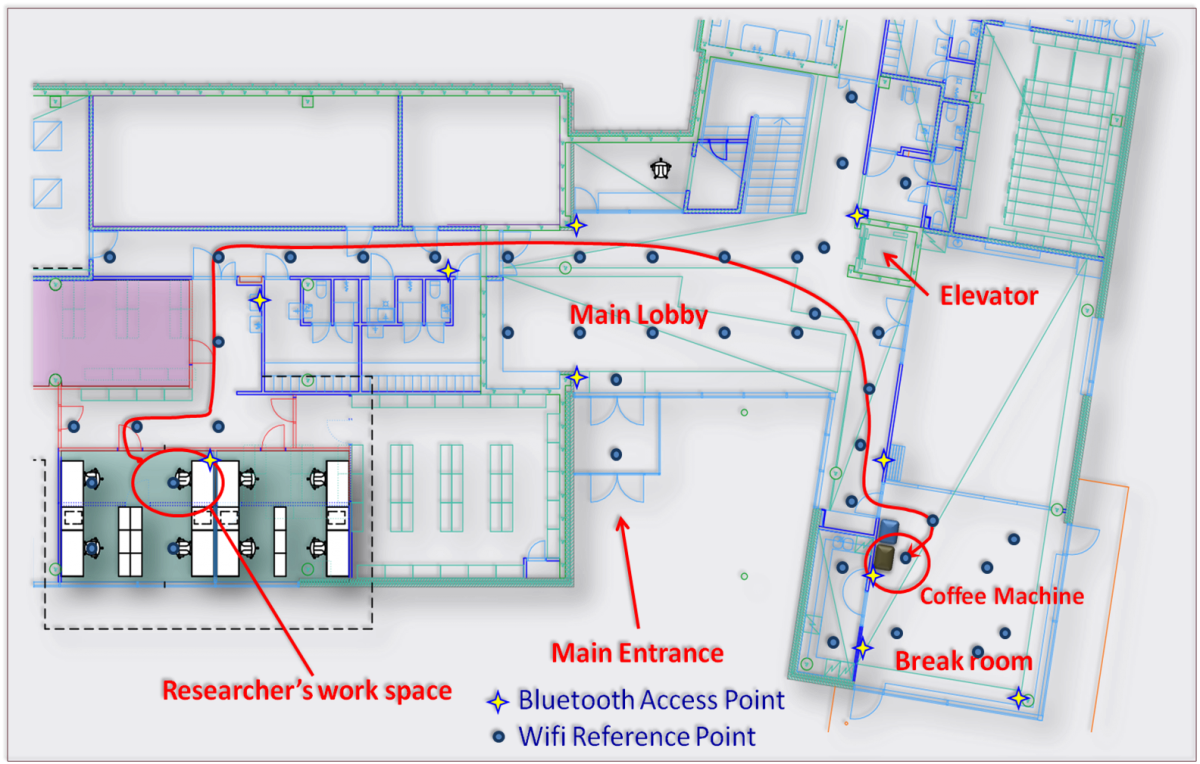 Elevator
Main Lobby
Coffee Machine
Main Entrance
Break room
Researcher's work space
Bluetooth Access Point
Wifi Reference Point